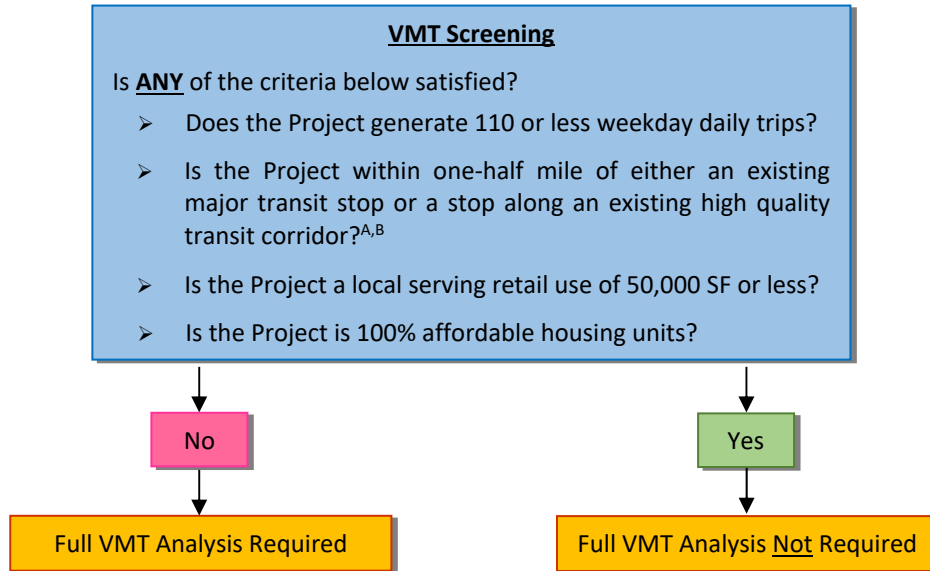 VMT Screening
Is ANY of the criteria below satisfied?
➢ Does the Project generate 110 or less weekday daily trips?
➢ Is the Project within one-half mile of either an existing
major transit stop or a stop along an existing high quality
transit corridor?A,B
➢ Is the Project a local serving retail use of 50,000 SF or less?
➢ Is the Project is 100% affordable housing units?
No
Yes
Full VMT Analysis Required
Full VMT Analysis Not Required